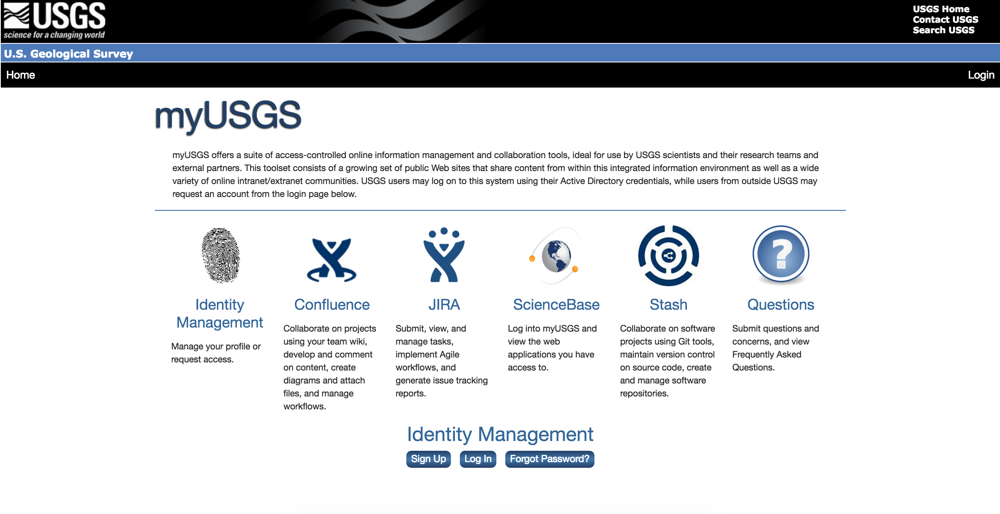 USGS
science for a changing world
USGS Home
Contact USGS
Search USGS
U.S. Geological Survey
Home
Login
myUSGS
myUSGS offers a suite of access-controlled online information management and collaboration tools, ideal for use by USGS scientists and their research teams and
external partners. This toolset consists of a growing set of public Web sites that share content from within this integrated information environment as well as a wide
variety of online intranet/extranet communities. USGS users may log on to this system using their Active Directory credentials, while users from outside USGS may
request an account from the login page below.
Identity
Management
Manage your profile or
request access.
Confluence
Collaborate on projects
using your team wiki,
develop and comment
on content, create
diagrams and attach
files, and manage
workflows.
JIRA
Submit, view, and
manage tasks,
implement Agile
workflows, and
generate issue tracking
reports.
ScienceBase
Log into myUSGS and
view the web
applications you have
access to.
Stash
Collaborate on software
projects using Git tools,
maintain version control
on source code, create
and manage software
repositories.
?
Questions
Submit questions and
concerns, and view
Frequently Asked
Questions.
Identity Management
Sign Up
Log In
Forgot Password?